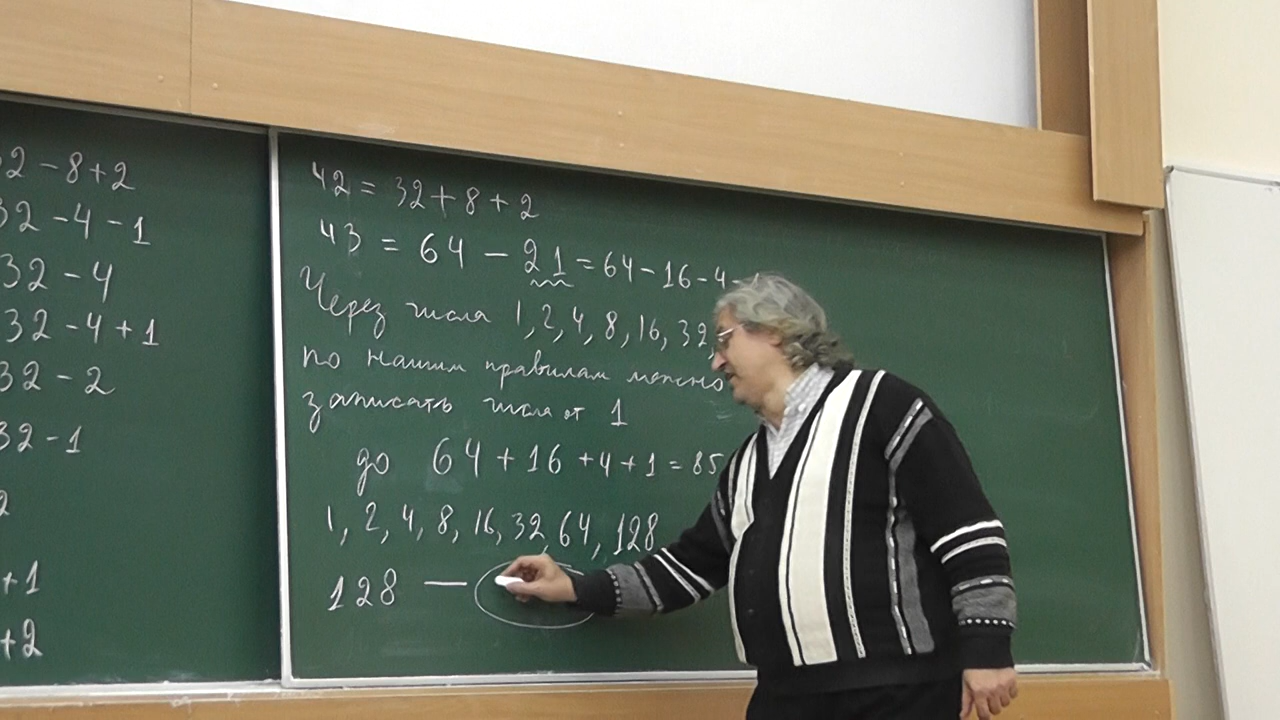 32 - 8 + 2
32 - 4 - 1
32 - 4
32 - 4 + 1
32 - 2
32 - 1
2
+ 1
+ 2
42 = 32 + 8 + 2
43 = 64 - 21 = 64 - 16 - 4 - 1
Через числа 1, 2, 4, 8, 16, 32,
по нашим правилам можно
записать числа от 1
до 64 + 16 + 4 + 1 = 85
1, 2, 4, 8, 16, 32, 64, 128
128 -